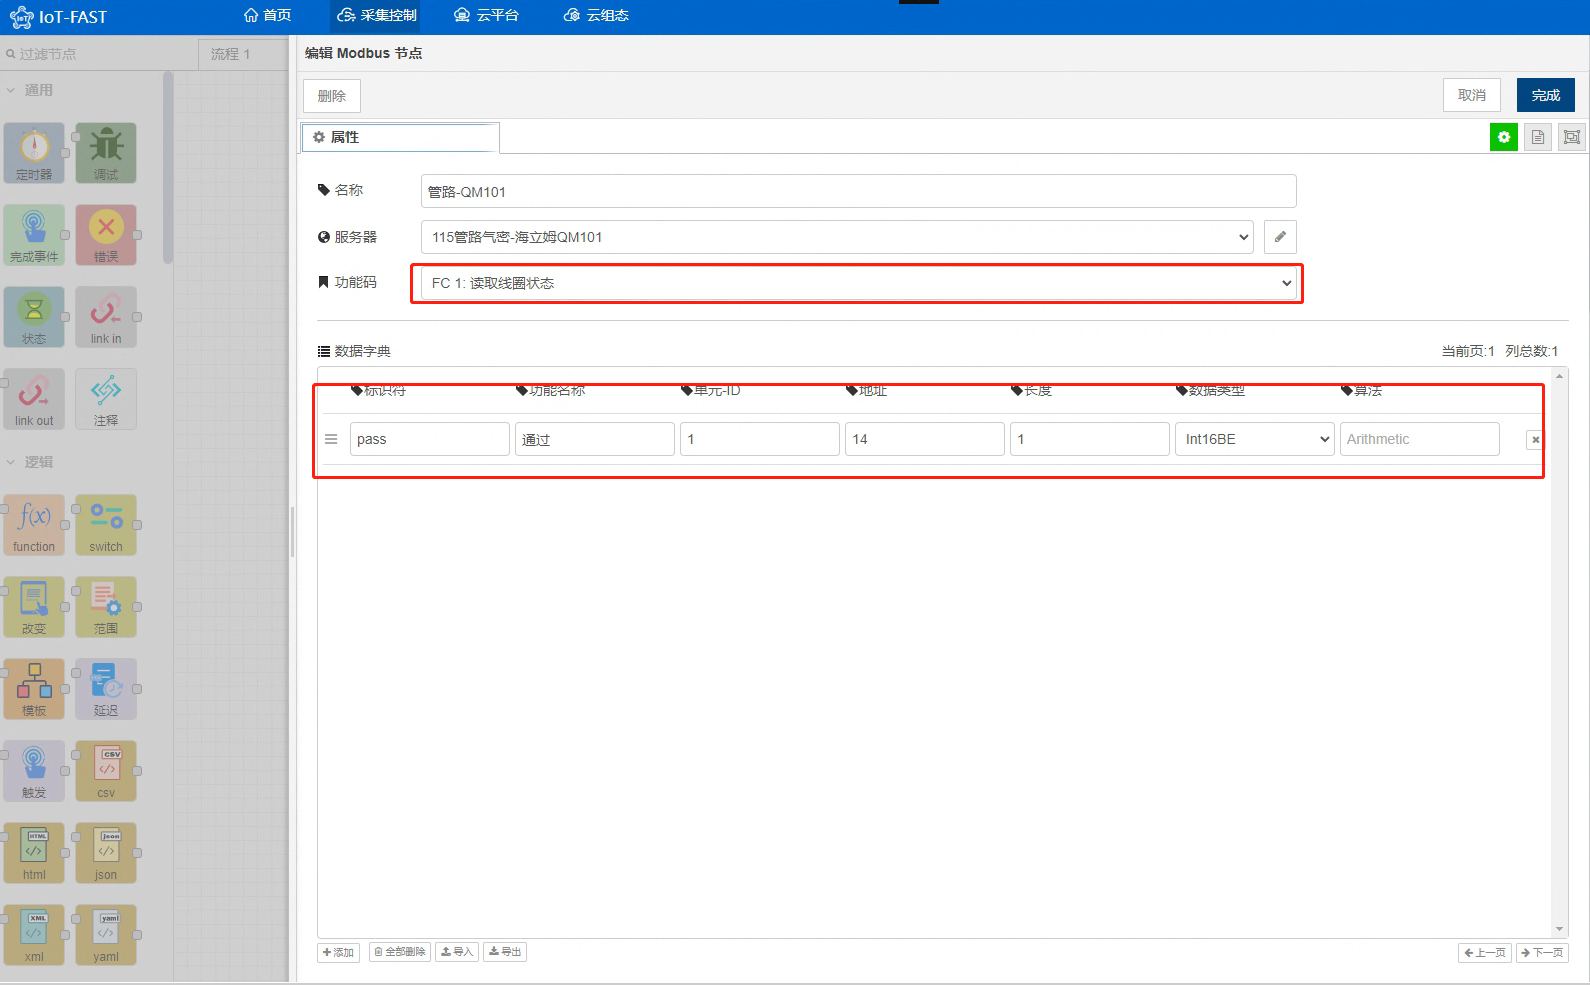 IoT-FAST
首页
采集控制
云平台
云组态
过滤节点
流程 1
编辑 Modbus 节点
通用
删除
取消
完成
属性
定时器
调试
名称
管路-QM101
服务器
115管路气密-海立姆QM101
完成事件
错误
功能码
FC 1: 读取线圈状态
状态
link in
数据字典
当前页:1 列总数:1
标识符
功能名称
单元-ID
地址
长度
数据类型
算法
link out
注释
pass
通过
1
14
1
Int16BE
Arithmetic
逻辑
f(x)
function
switch
改变
范围
模板
延迟
触发
CSV
csv
HTML
html
json
json
XML
xml
yaml
yaml
添加
全部删除
导入
导出
上一页
下一页